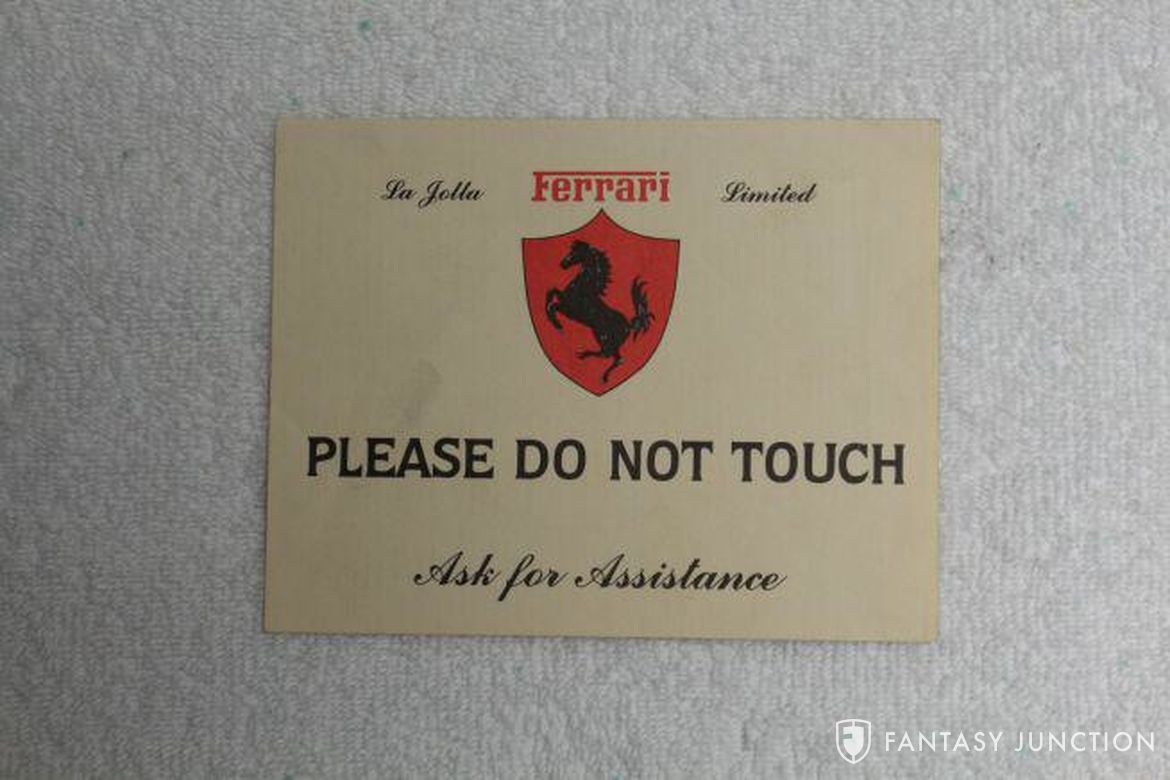 La Jolla Ferrari Limited
PLEASE DO NOT TOUCH
Ask for Assistance
FANTASY JUNCTION